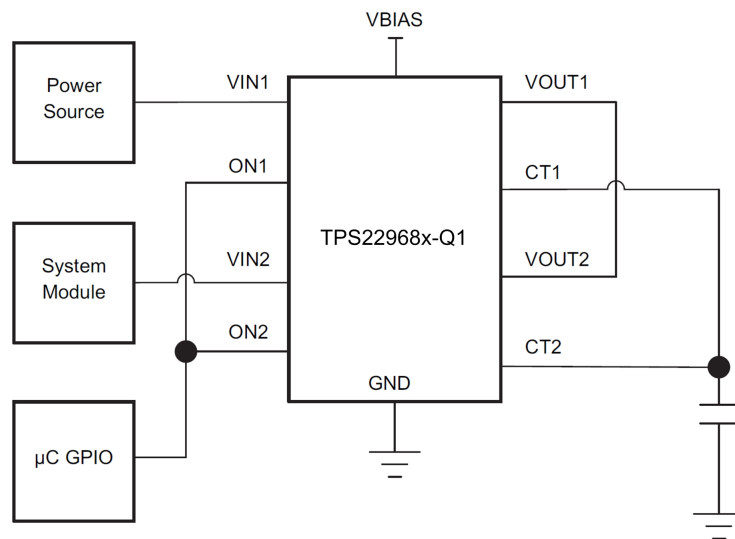 VBIAS
Power
Source
VIN1
VOUT1
ON1
CT1
TPS22968x-Q1
System
Module
VIN2
VOUT2
ON2
CT2
GND
µC GPIO